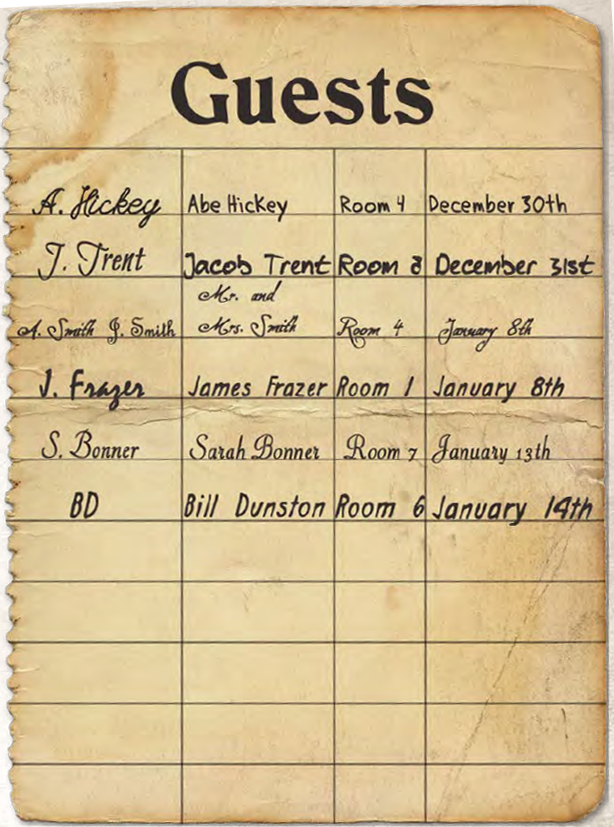 Guests
A. Hickey Abe Hickey Room 4 December 30th
J. Trent Jacob Trent Room 8 December 31st
Mr. and
A. Smith J. Smith Mrs. Smith Room 4 January 8th
J. Frazer James Frazer Room 1 January 8th
S. Bonner Sarah Bonner Room 7 January 13th
BD Bill Dunston Room 6 January 14th